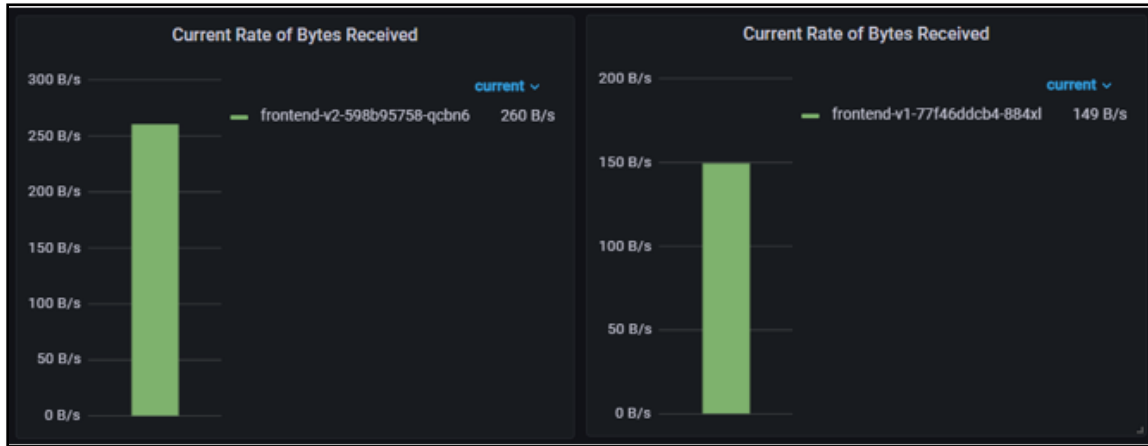 Current Rate of Bytes Received
300 B/s
250 B/s
200 B/s
150 B/s
100 B/s
50 B/s
0 B/s
current
frontend-v2-598b95758-qcbn6 260 B/s
Current Rate of Bytes Received
200 B/s
150 B/s
100 B/s
50 B/s
0 B/s
current
frontend-v1-77f46ddcb4-884xl 149 B/s